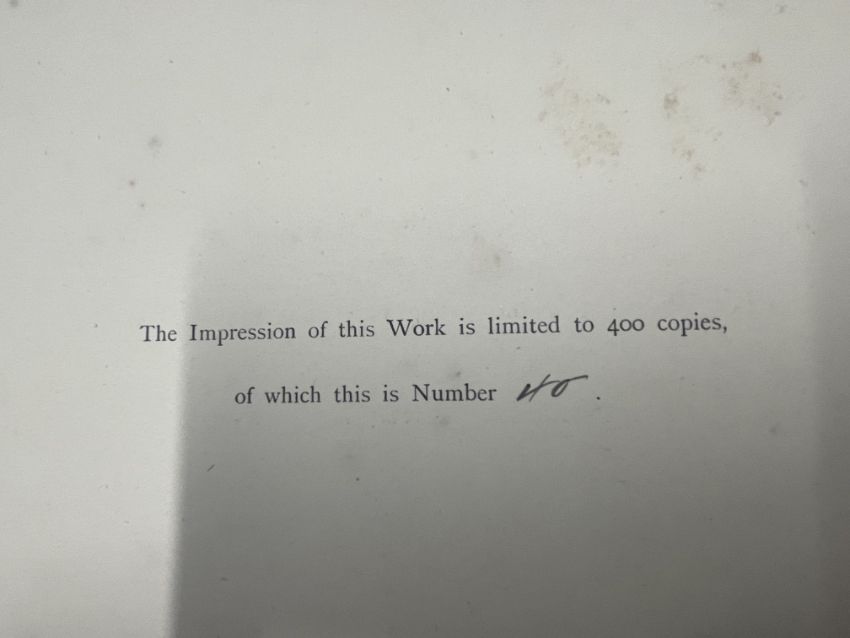 The Impression of this Work is limited to 400 copies,
of which this is Number 40 .